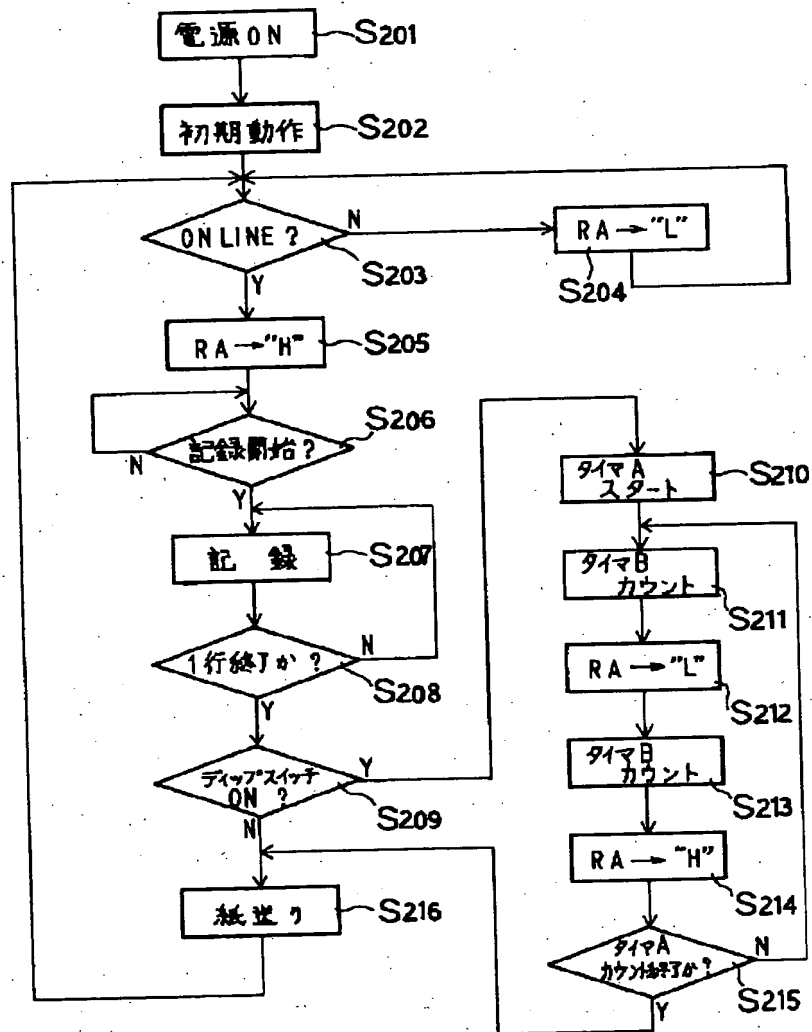 電源ON
S201
初期動作
S202
ONLINE?
N
S203
Y
RA→"L"
S204
RA→"H"
S205
記録開始?
S206
N
Y
記 録
S207
1行終了か?
N
S208
Y
ディップスイッチ
ON?
Y
S209
N
紙送り
S216
タイマA
スタート
S210
タイマB
カウント
S211
RA→"L"
S212
タイマB
カウント
S213
RA→"H"
S214
タイマA
カウント終了か?
N
S215
Y